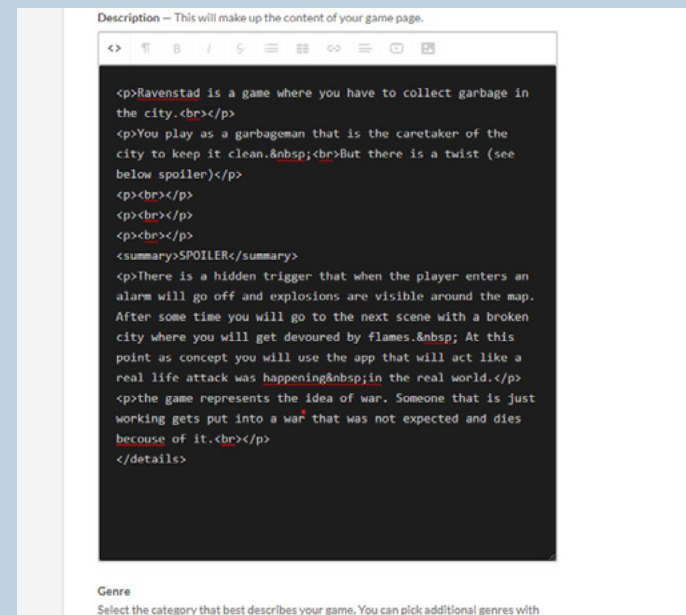 Description — This will make up the content of your game page.
<> ¶ B I S
<p>Ravenstad is a game where you have to collect garbage in
the city.<br></p>
<p>You play as a garbageman that is the caretaker of the
city to keep it clean.&nbsp;<br>But there is a twist (see
below spoiler)</p>
<p><br></p>
<p><br></p>
<p><br></p>
<summary>SPOILER</summary>
<p>There is a hidden trigger that when the player enters an
alarm will go off and explosions are visible around the map.
After some time you will go to the next scene with a broken
city where you will get devoured by flames.&nbsp; At this
point as concept you will use the app that will act like a
real life attack was happening&nbsp;in the real world.</p>
<p>the game represents the idea of war. Someone that is just
working gets put into a war that was not expected and dies
becouse of it.<br></p>
</details>
Genre
Select the category that best describes your game. You can pick additional genres with